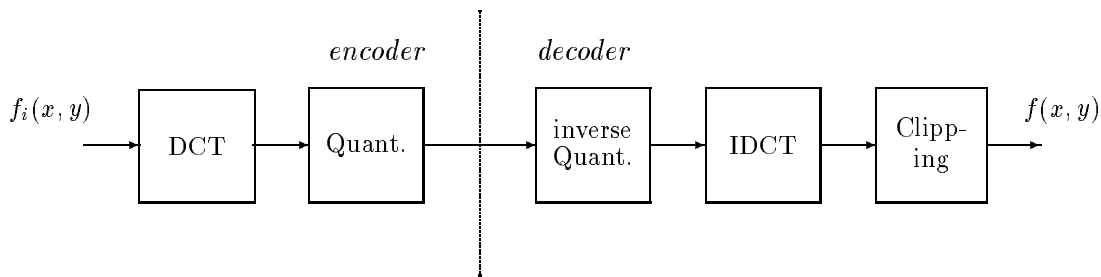 encoder
decoder
f_i(x, y)
DCT
Quant.
inverse
Quant.
IDCT
Clipp-
ing
f(x, y)